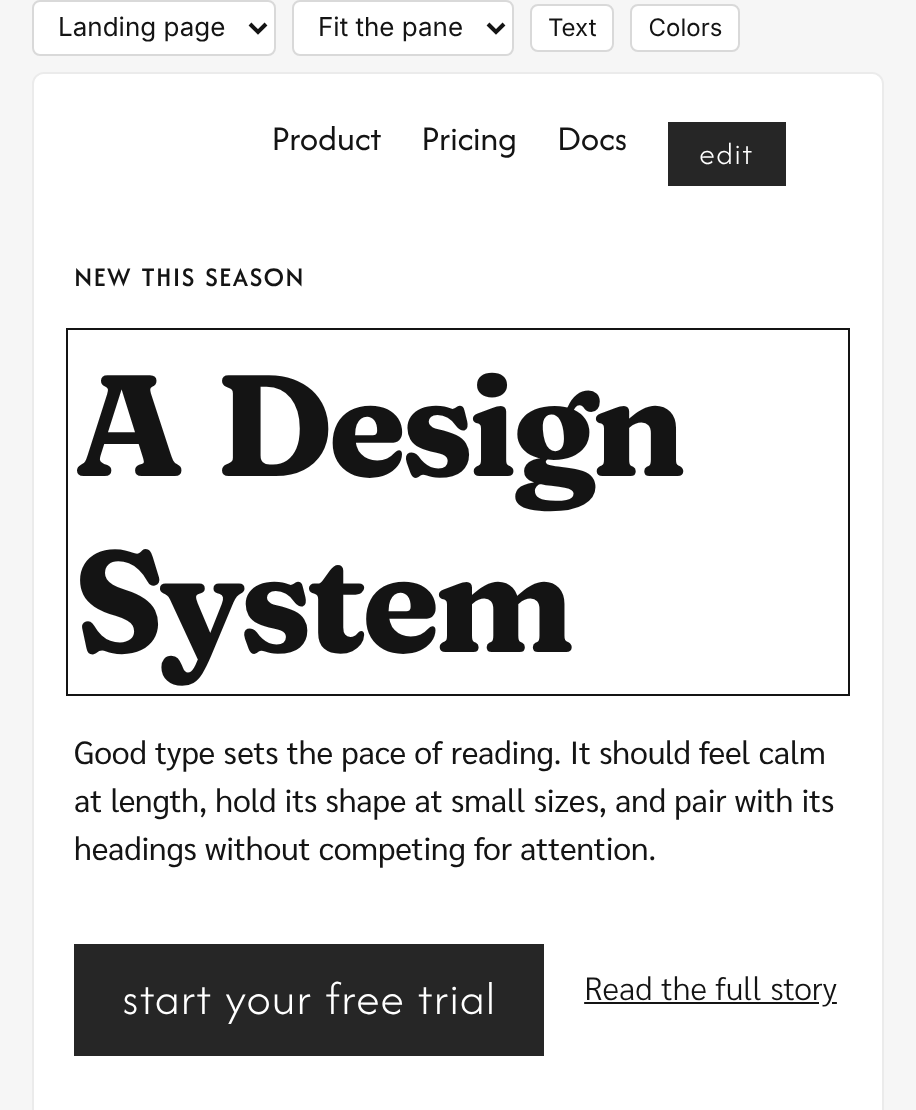 Landing page Fit the pane Text Colors
Product Pricing Docs edit
NEW THIS SEASON
A Design
System
Good type sets the pace of reading. It should feel calm
at length, hold its shape at small sizes, and pair with its
headings without competing for attention.
start your free trial Read the full story